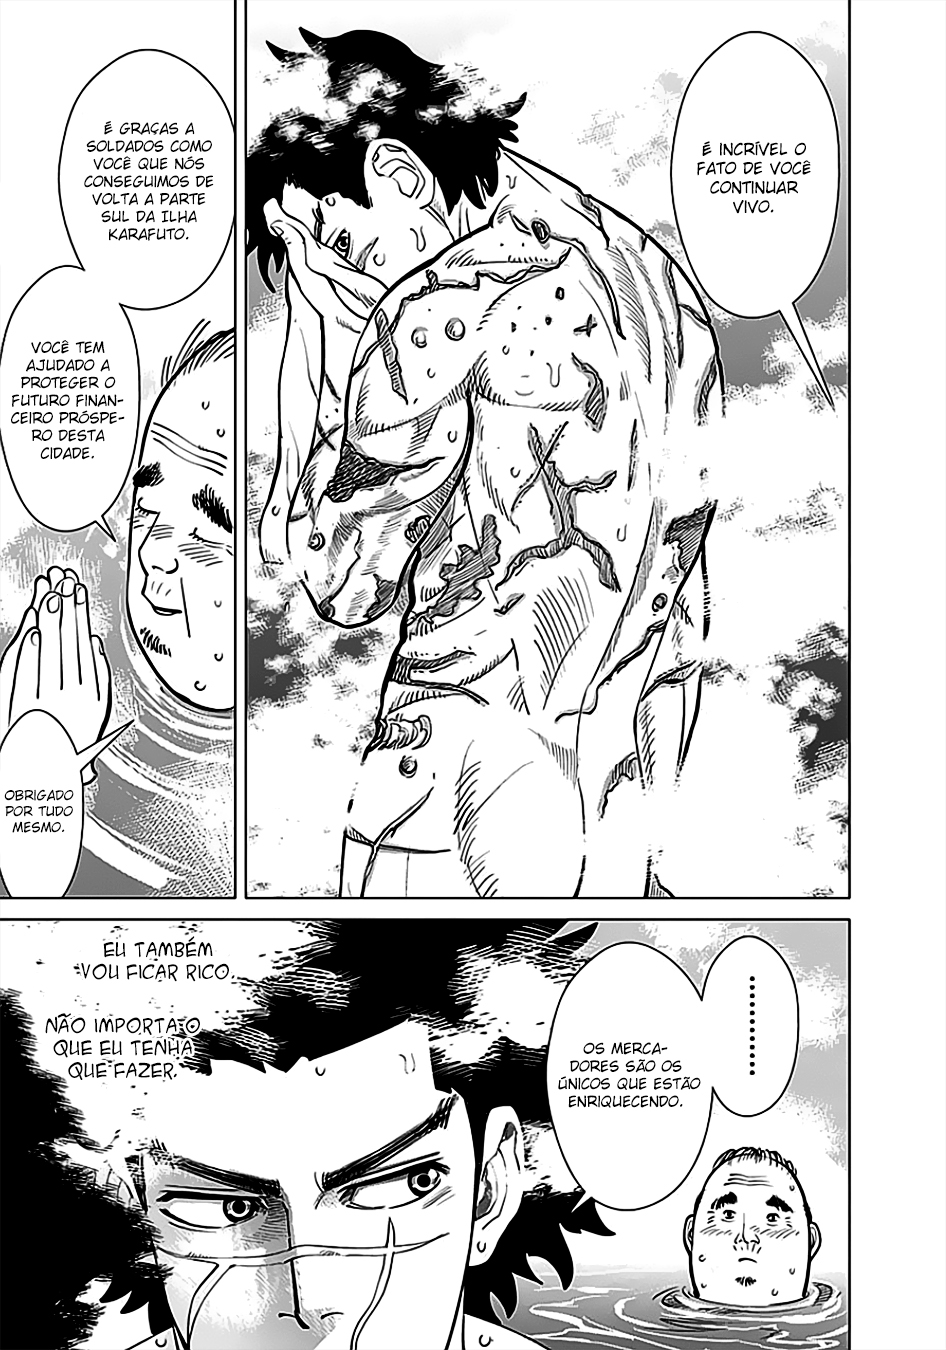 É INCRÍVEL O
FATO DE VOCÊ
CONTINUAR
VIVO.
É GRAÇAS A
SOLDADOS COMO
VOCÊ QUE NÓS
CONSEGUIMOS DE
VOLTA A PARTE
SUL DA ILHA
KARAFUTO.
VOCÊ TEM
AJUDADO A
PROTEGER O
FUTURO FINAN-
CEIRO PRÓSPE-
RO DESTA
CIDADE.
OBRIGADO
POR TUDO
MESMO.
..........
OS MERCA-
DORES SÃO OS
ÚNICOS QUE ESTÃO
ENRIQUECENDO.
EU TAMBÉM
VOU FICAR RICO.
NÃO IMPORTA O
QUE EU TENHA
QUE FAZER.